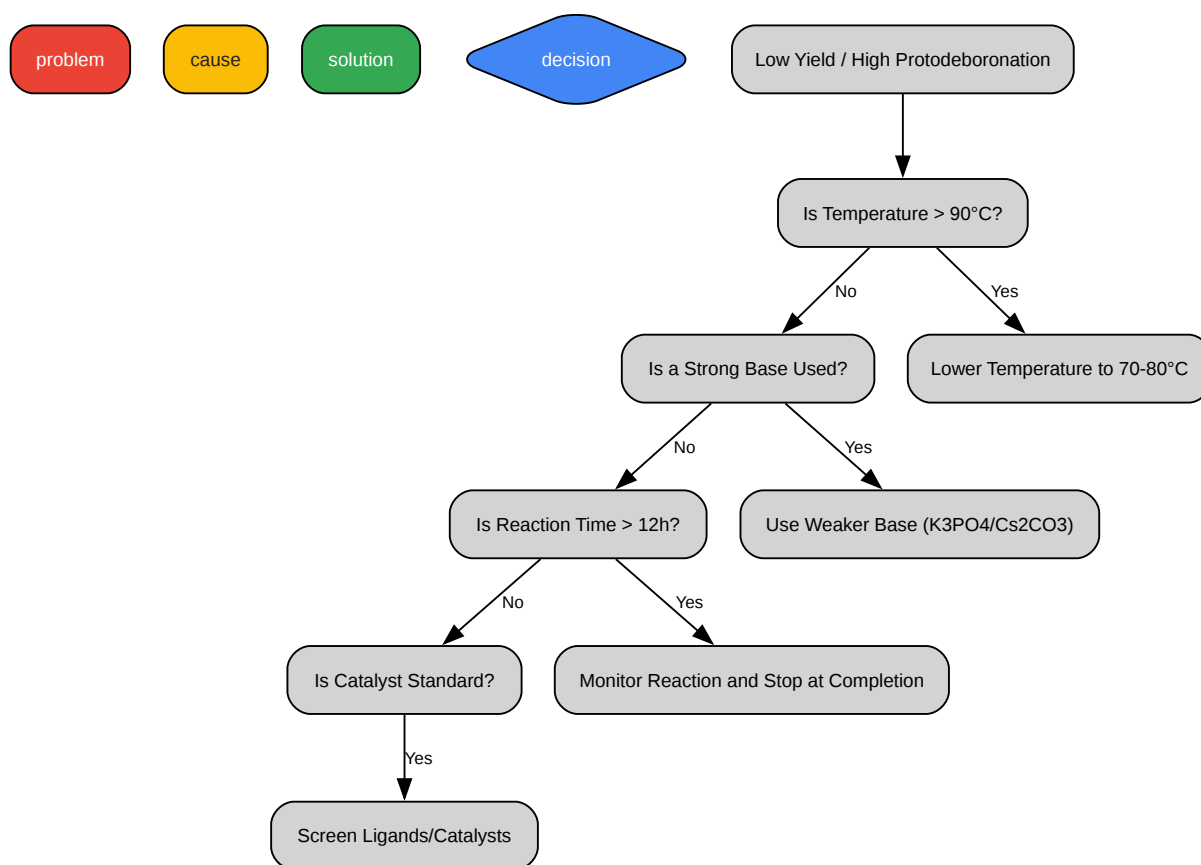 problem
cause
solution
decision
Low Yield / High Protodeboronation
Is Temperature > 90°C?
No
Yes
Is a Strong Base Used?
Lower Temperature to 70-80°C
No
Yes
Is Reaction Time > 12h?
Use Weaker Base (K3PO4/Cs2CO3)
No
Yes
Is Catalyst Standard?
Monitor Reaction and Stop at Completion
Yes
Screen Ligands/Catalysts